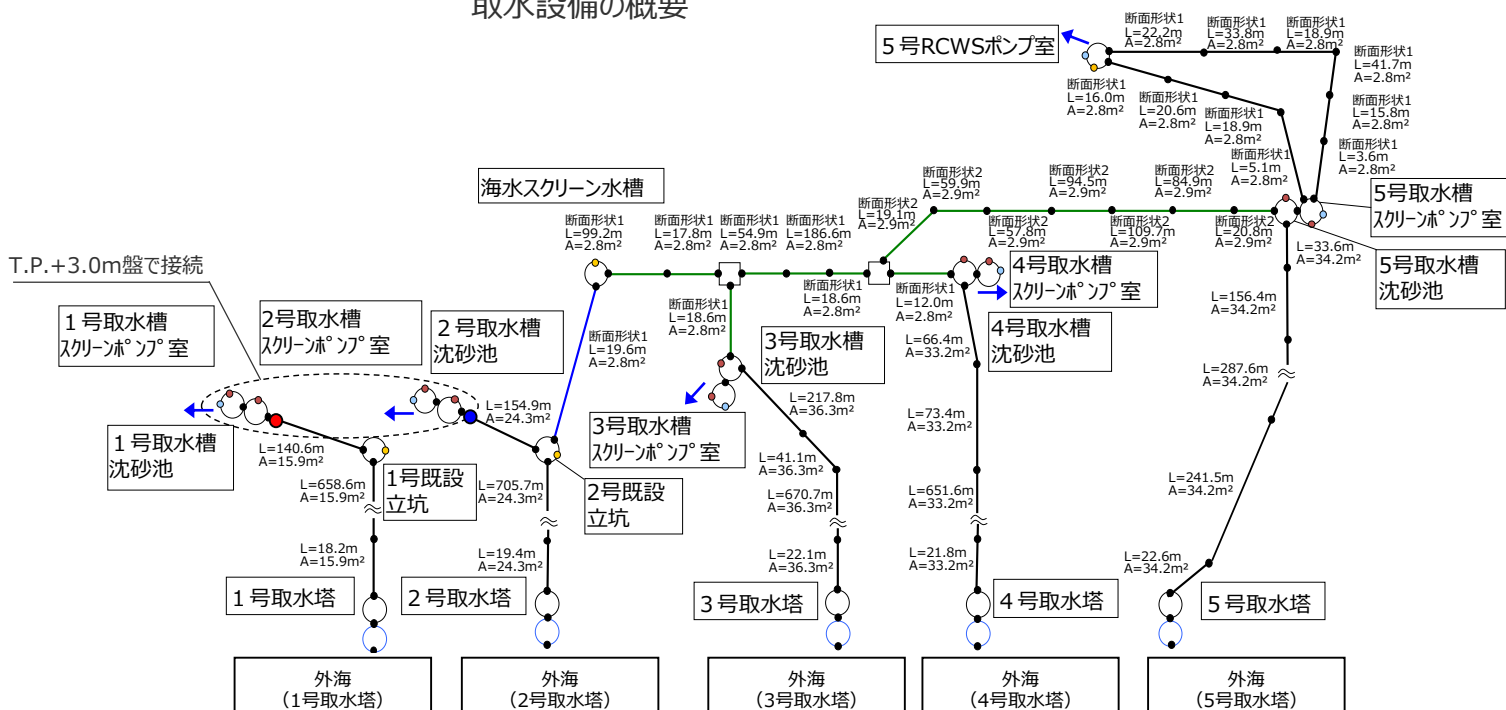 取水設備の概要
断面形状1
L=22.2m
A=2.8m²
断面形状1
L=33.8m
A=2.8m²
断面形状1
L=18.9m
A=2.8m²
5号RCWSポンプ室
断面形状1
L=41.7m
A=2.8m²
断面形状1
L=16.0m
A=2.8m²
断面形状1
L=20.6m
A=2.8m²
断面形状1
L=18.9m
A=2.8m²
断面形状1
L=15.8m
A=2.8m²
断面形状1
L=5.1m
A=2.8m²
断面形状1
L=3.6m
A=2.8m²
海水スクリーン水槽
断面形状2
L=59.9m
A=2.9m²
断面形状2
L=94.5m
A=2.9m²
断面形状2
L=84.9m
A=2.9m²
5号取水槽
スクリーンポンプ室
断面形状1
L=99.2m
A=2.8m²
断面形状1
L=17.8m
A=2.8m²
断面形状1
L=54.9m
A=2.8m²
断面形状1
L=186.6m
A=2.8m²
断面形状2
L=19.1m
A=2.9m²
断面形状2
L=57.8m
A=2.9m²
断面形状2
L=109.7m
A=2.9m²
断面形状2
L=20.8m
A=2.9m²
L=33.6m
A=34.2m²
5号取水槽
沈砂池
T.P.+3.0m盤で接続
4号取水槽
スクリーンポンプ室
断面形状1
L=18.6m
A=2.8m²
断面形状1
L=18.6m
A=2.8m²
断面形状1
L=12.0m
A=2.8m²
1号取水槽
スクリーンポンプ室
2号取水槽
スクリーンポンプ室
2号取水槽
沈砂池
断面形状1
L=19.6m
A=2.8m²
3号取水槽
沈砂池
4号取水槽
沈砂池
L=66.4m
A=33.2m²
L=156.4m
A=34.2m²
L=287.6m
A=34.2m²
L=154.9m
A=24.3m²
L=217.8m
A=36.3m²
L=73.4m
A=33.2m²
1号取水槽
沈砂池
L=140.6m
A=15.9m²
3号取水槽
スクリーンポンプ室
L=41.1m
A=36.3m²
L=658.6m
A=15.9m²
1号既設
立坑
L=705.7m
A=24.3m²
2号既設
立坑
L=670.7m
A=36.3m²
L=651.6m
A=33.2m²
L=241.5m
A=34.2m²
L=18.2m
A=15.9m²
L=19.4m
A=24.3m²
L=22.1m
A=36.3m²
L=21.8m
A=33.2m²
L=22.6m
A=34.2m²
1号取水塔
2号取水塔
3号取水塔
4号取水塔
5号取水塔
外海
(1号取水塔)
外海
(2号取水塔)
外海
(3号取水塔)
外海
(4号取水塔)
外海
(5号取水塔)